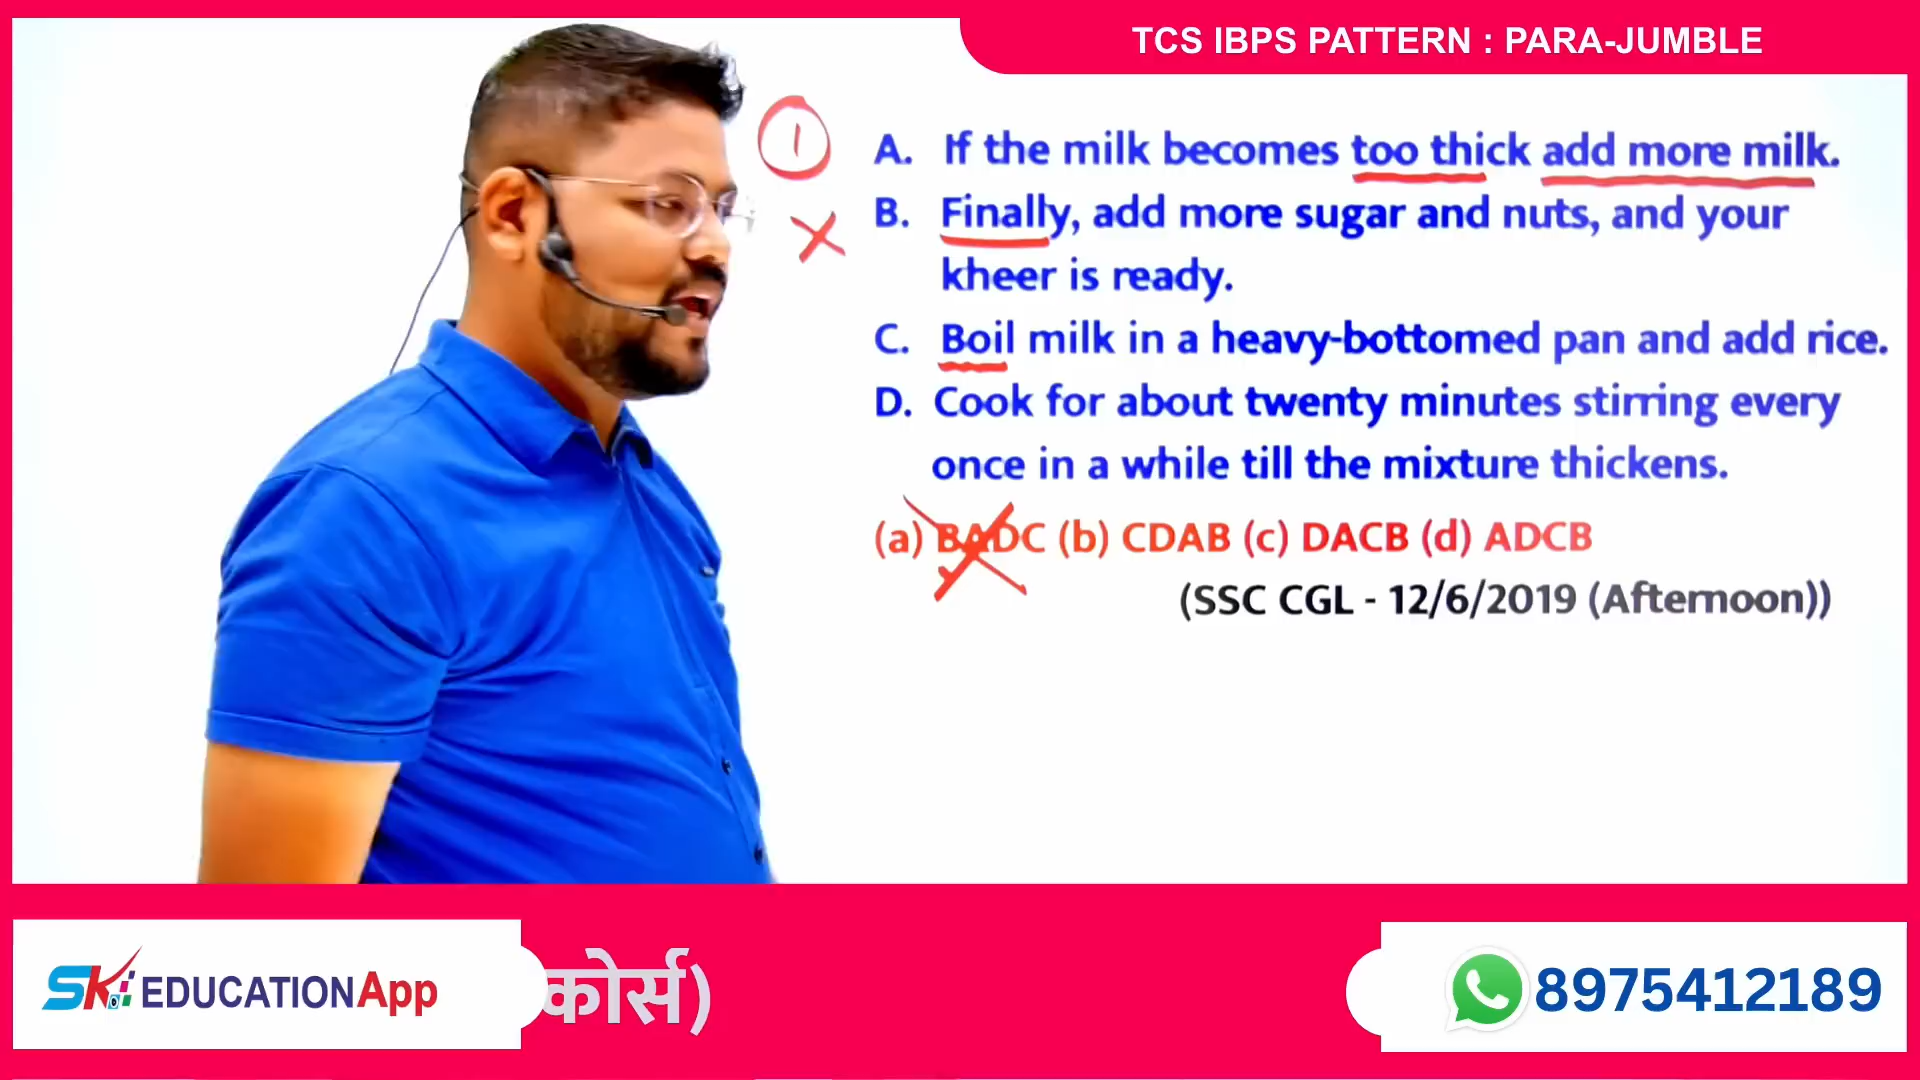 TCS IBPS PATTERN : PARA-JUMBLE
1
A. If the milk becomes too thick add more milk.
B. Finally, add more sugar and nuts, and your
kheer is ready.
C. Boil milk in a heavy-bottomed pan and add rice.
D. Cook for about twenty minutes stirring every
once in a while till the mixture thickens.
(a) BADC (b) CDAB (c) DACB (d) ADCB
(SSC CGL - 12/6/2019 (Afternoon))
SK EDUCATION App
कोर्स)
8975412189